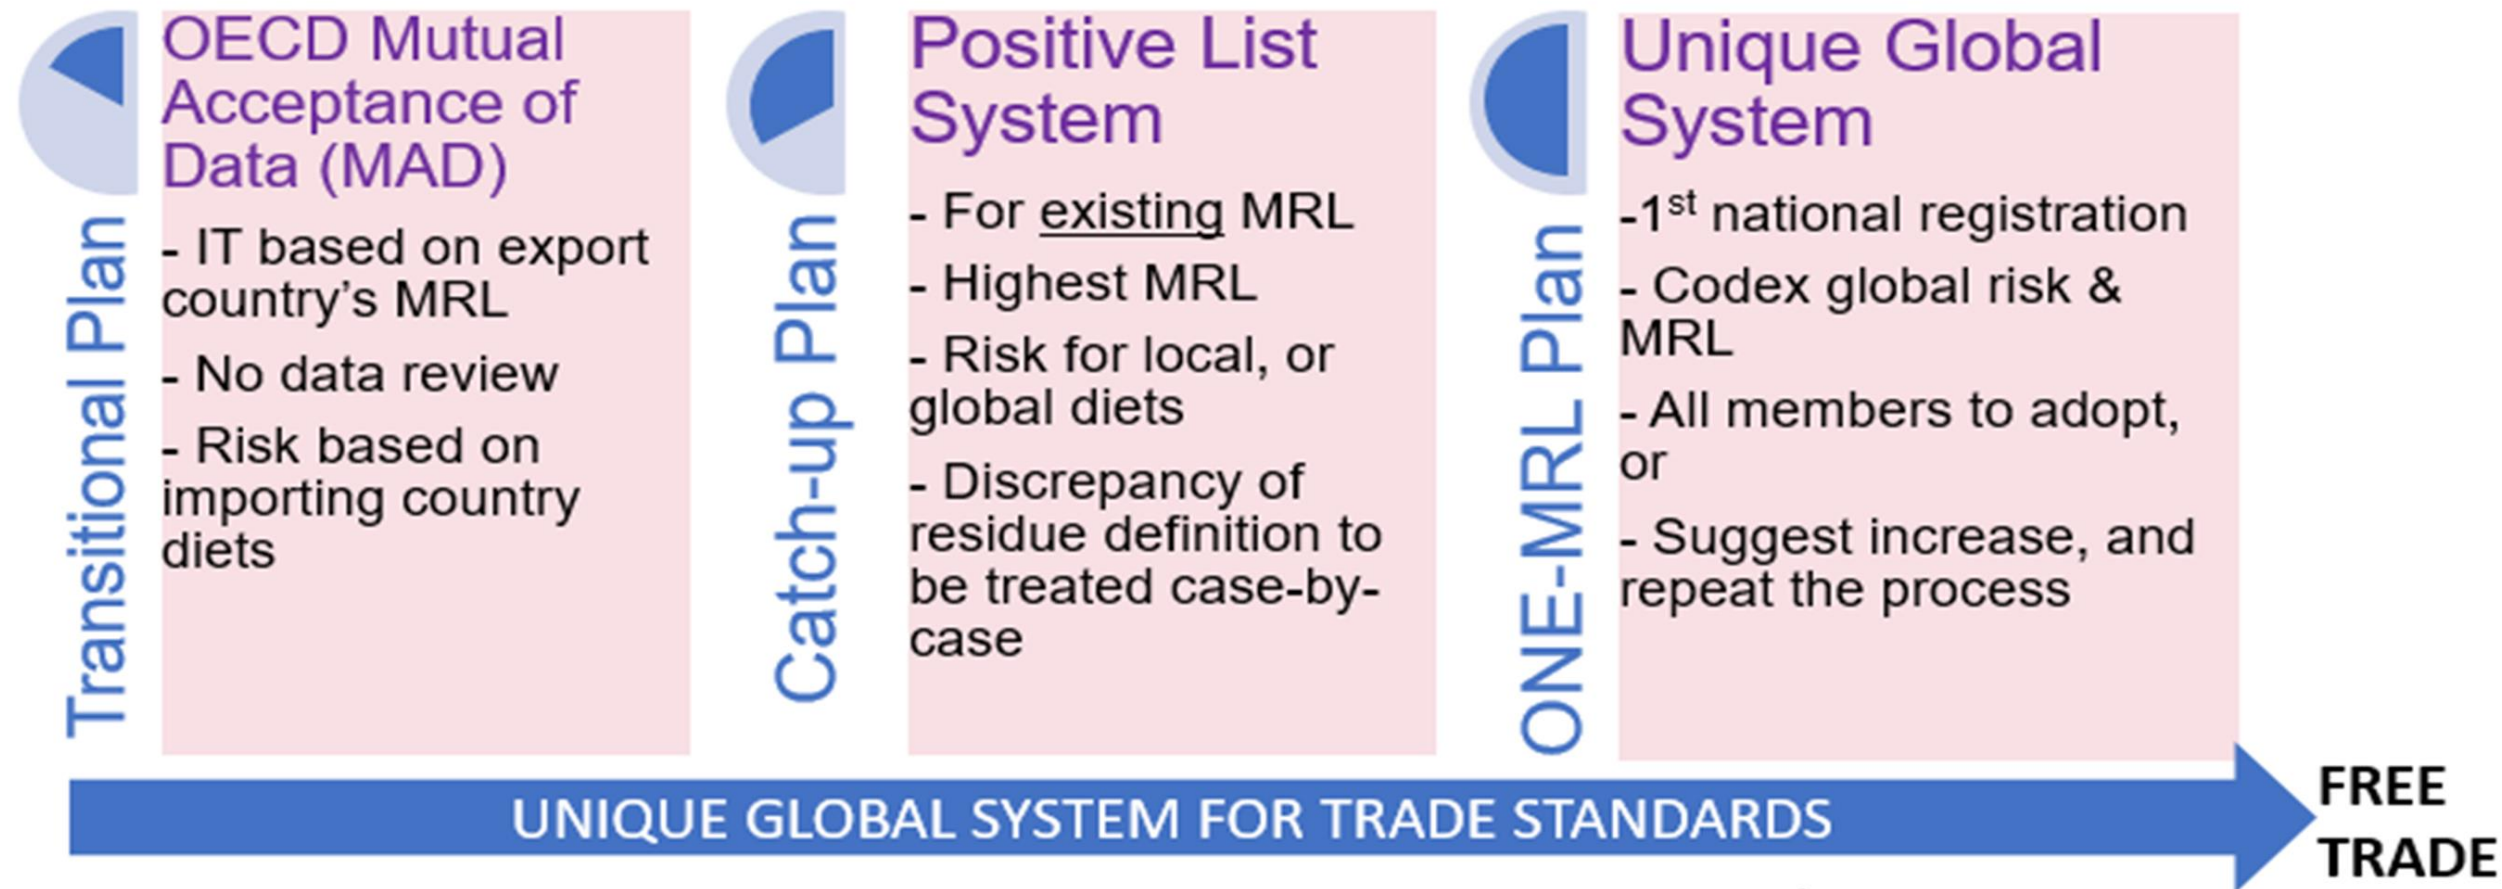 Transitional Plan
OECD Mutual
Acceptance of
Data (MAD)
- IT based on export
country’s MRL
- No data review
- Risk based on
importing country
diets
Catch-up Plan
Positive List
System
- For existing MRL
- Highest MRL
- Risk for local, or
global diets
- Discrepancy of
residue definition to
be treated case-by-
case
ONE-MRL Plan
Unique Global
System
-1st national registration
- Codex global risk &
MRL
- All members to adopt,
or
- Suggest increase, and
repeat the process
UNIQUE GLOBAL SYSTEM FOR TRADE STANDARDS
FREE
TRADE